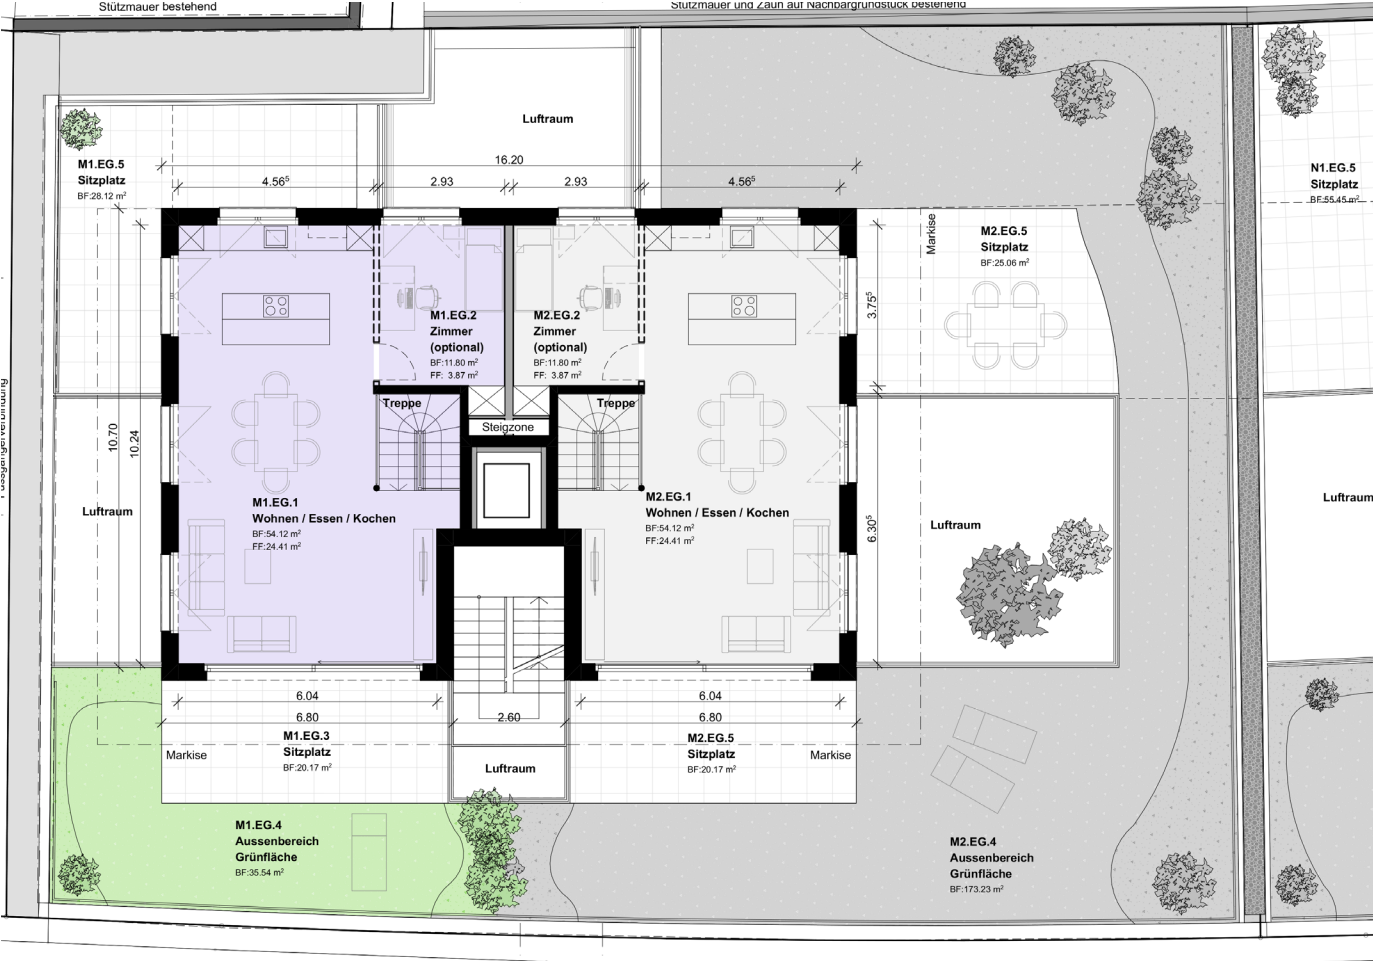 Stützmauer bestehend
Stützmauer und Zaun auf Nachbargrundstück bestehend
Luftraum
16.20
4.56⁵
2.93
2.93
4.56⁵
M1.EG.5
Sitzplatz
BF:28.12 m²
N1.EG.5
Sitzplatz
BF:55.45 m²
Markise
M2.EG.5
Sitzplatz
BF:25.06 m²
3.75⁵
M1.EG.2
Zimmer
(optional)
BF:11.80 m²
FF: 3.87 m²
M2.EG.2
Zimmer
(optional)
BF:11.80 m²
FF: 3.87 m²
Treppe
Treppe
Steigzone
10.70
10.24
Luftraum
M1.EG.1
Wohnen / Essen / Kochen
BF:54.12 m²
FF:24.41 m²
M2.EG.1
Wohnen / Essen / Kochen
BF:54.12 m²
FF:24.41 m²
6.30⁵
Luftraum
Luftraum
6.04
6.04
6.80
2.60
6.80
M1.EG.3
Sitzplatz
BF:20.17 m²
M2.EG.5
Sitzplatz
BF:20.17 m²
Markise
Markise
Luftraum
M1.EG.4
Aussenbereich
Grünfläche
BF:35.54 m²
M2.EG.4
Aussenbereich
Grünfläche
BF:173.23 m²